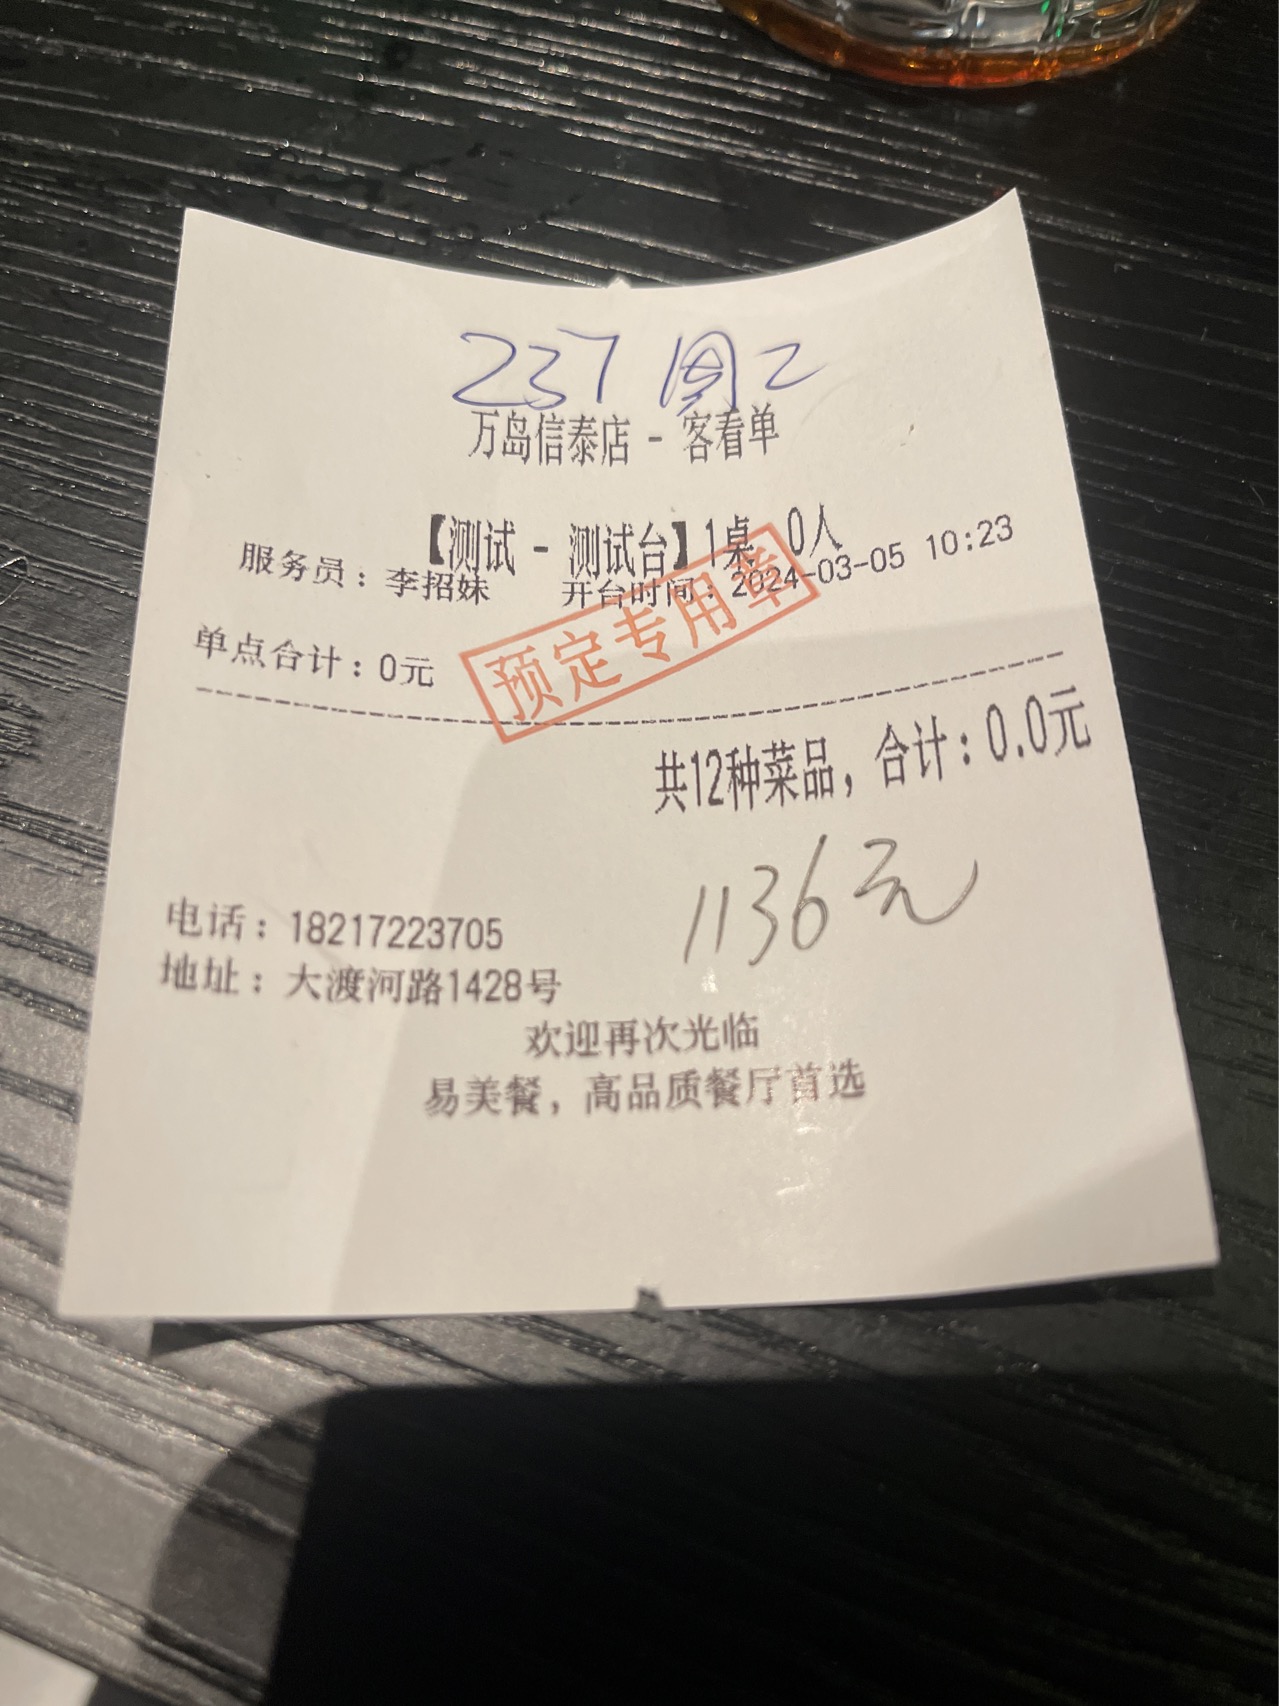 237 周二
万岛信泰店 - 客看单
【测试 - 测试台】1桌 0人
服务员：李招妹 开台时间：2024-03-05 10:23
预定专用章
单点合计：0元
共12种菜品，合计：0.0元
1136元
电话：18217223705
地址：大渡河路1428号
欢迎再次光临
易美餐，高品质餐厅首选